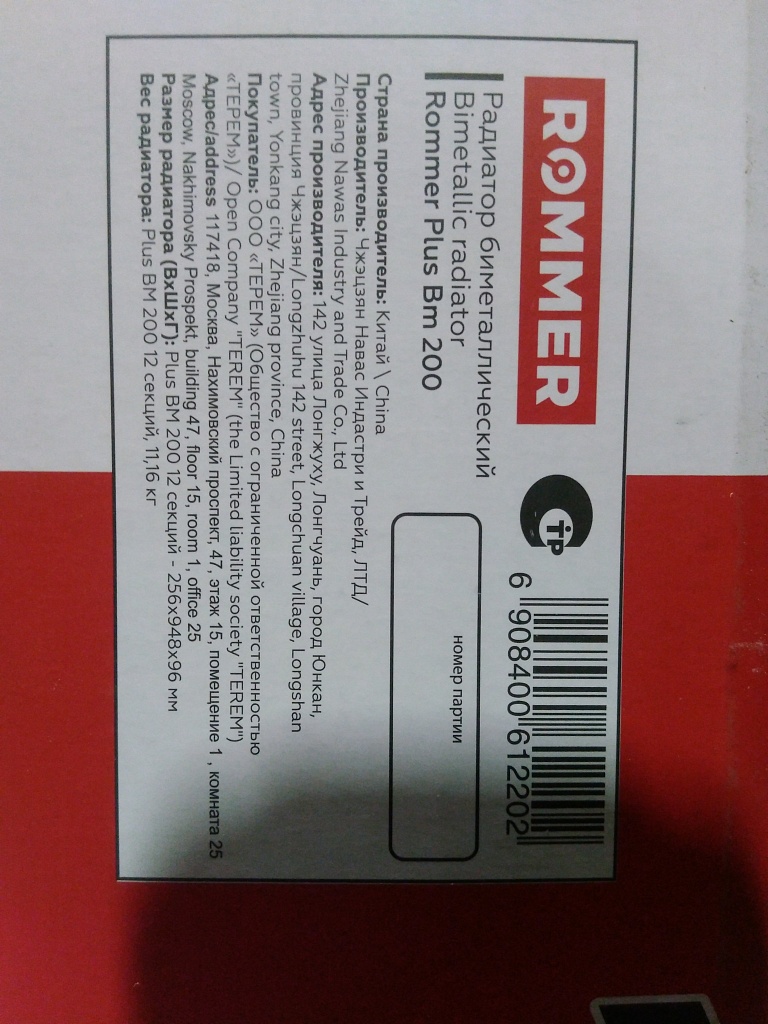 ROMMER
Радиатор биметаллический
Bimetallic radiator
Rommer Plus Bm 200
стр
6 908400 612202
номер партии
Страна производитель: Китай \ China
Производитель: Чжэцзян Навас Индастри и Трейд, ЛТД/
Zhejiang Nawas Industry and Trade Co., Ltd
Адрес производителя: 142 улица Лонгжуху, Лонгчуань, город Юнкан,
провинция Чжэцзян/Longzhuhu 142 street, Longchuan village, Longshan
town, Yonkang city, Zhejiang province, China
Покупатель: ООО «ТЕРЕМ» (Общество с ограниченной ответственностью
«ТЕРЕМ»)/ Open Company "TEREM" (the Limited liability society "TEREM")
Адрес/address 117418, Москва, Нахимовский проспект, 47, этаж 15, помещение 1 , комната 25
Moscow, Nakhimovsky Prospekt, building 47, floor 15, room 1, office 25
Размер радиатора (ВхШхГ): Plus BM 200 12 секций - 256x948x96 мм
Вес радиатора: Plus BM 200 12 секций, 11,16 кг